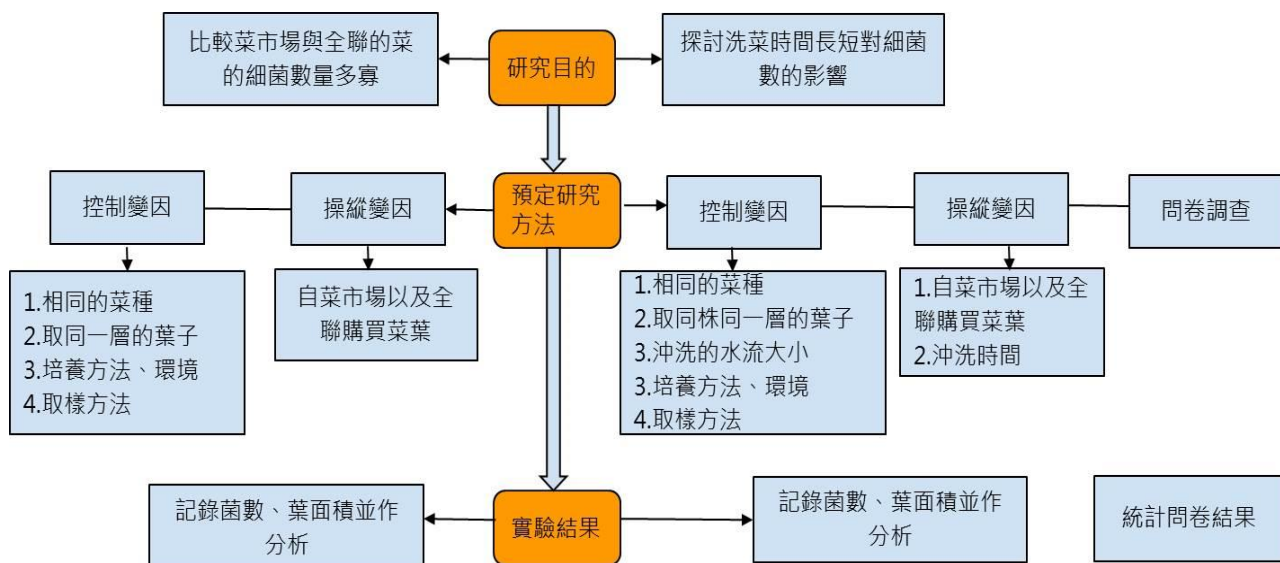 比較菜市場與全聯的菜
的細菌數量多寡
研究目的
探討洗菜時間長短對細菌
數的影響
控制變因
操縱變因
預定研究
方法
控制變因
操縱變因
問卷調查
1.相同的菜種
2.取同一層的葉子
3.培養方法、環境
4.取樣方法
自菜市場以及全
聯購買菜葉
1.相同的菜種
2.取同株同一層的葉子
3.沖洗的水流大小
3.培養方法、環境
4.取樣方法
1.自菜市場以及全
聯購買菜葉
2.沖洗時間
記錄菌數、葉面積並作
分析
實驗結果
記錄菌數、葉面積並作
分析
統計問卷結果